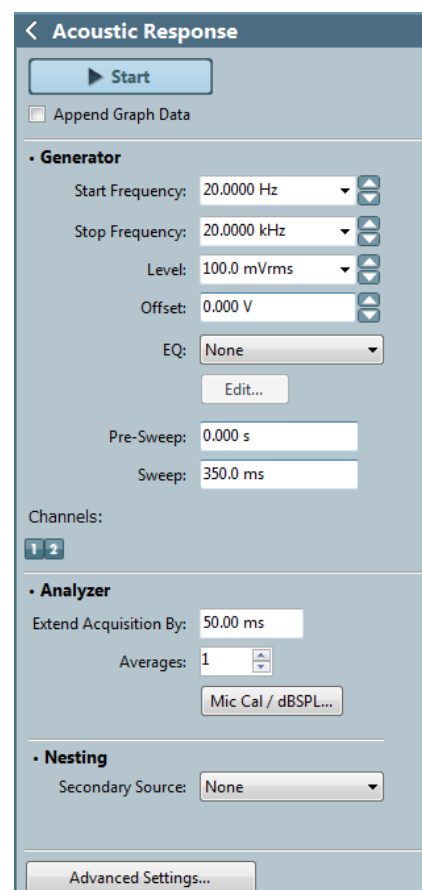 Acoustic Response
Start
Append Graph Data
• Generator
Start Frequency: 20.0000 Hz
Stop Frequency: 20.0000 kHz
Level: 100.0 mVrms
Offset: 0.000 V
EQ: None
Edit...
Pre-Sweep: 0.000 s
Sweep: 350.0 ms
Channels:
1 2
• Analyzer
Extend Acquisition By: 50.00 ms
Averages: 1
Mic Cal / dBSPL...
• Nesting
Secondary Source: None
Advanced Settings...